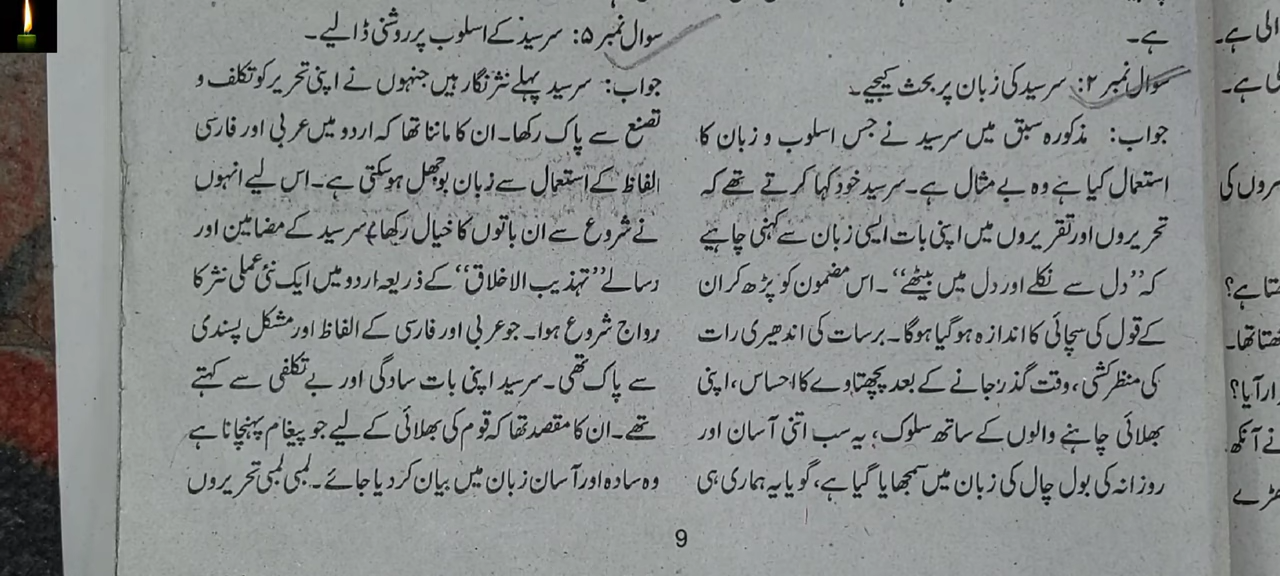 ہے۔
سوال نمبر ۲: سرسید کی زبان پر بحث کیجیے۔
جواب: مذکورہ سبق میں سرسید نے جس اسلوب و زبان کا
استعمال کیا ہے وہ بے مثال ہے۔ سرسید خود کہا کرتے تھے کہ
تحریروں اور تقریروں میں اپنی بات ایسی زبان سے کہنی چاہیے
کہ ”دل سے نکلے اور دل میں بیٹھے“۔ اس مضمون کو پڑھ کر ان
کے قول کی سچائی کا اندازہ ہو گیا ہوگا۔ برسات کی اندھیری رات
کی منظر کشی، وقت گذر جانے کے بعد پچھتاوے کا احساس، اپنی
بھلائی چاہنے والوں کے ساتھ سلوک، یہ سب اتنی آسان اور
روزانہ کی بول چال کی زبان میں سمجھایا گیا ہے، گویا یہ ہماری ہی
سوال نمبر ۵: سرسید کے اسلوب پر روشنی ڈالیے۔
جواب: سرسید پہلے نثر نگار ہیں جنہوں نے اپنی تحریر کو تکلف و
تصنع سے پاک رکھا۔ ان کا ماننا تھا کہ اردو میں عربی اور فارسی
الفاظ کے استعمال سے زبان بوجھل ہو سکتی ہے۔ اس لیے انہوں
نے شروع سے ان باتوں کا خیال رکھا، سرسید کے مضامین اور
رسالے ”تہذیب الاخلاق“ کے ذریعہ اردو میں ایک نئی عملی نثر کا
رواج شروع ہوا۔ جو عربی اور فارسی کے الفاظ اور مشکل پسندی
سے پاک تھی۔ سرسید اپنی بات سادگی اور بے تکلفی سے کہتے
تھے۔ ان کا مقصد تھا کہ قوم کی بھلائی کے لیے جو پیغام پہنچانا ہے
وہ سادہ اور آسان زبان میں بیان کر دیا جائے۔ لمبی لمبی تحریروں
9